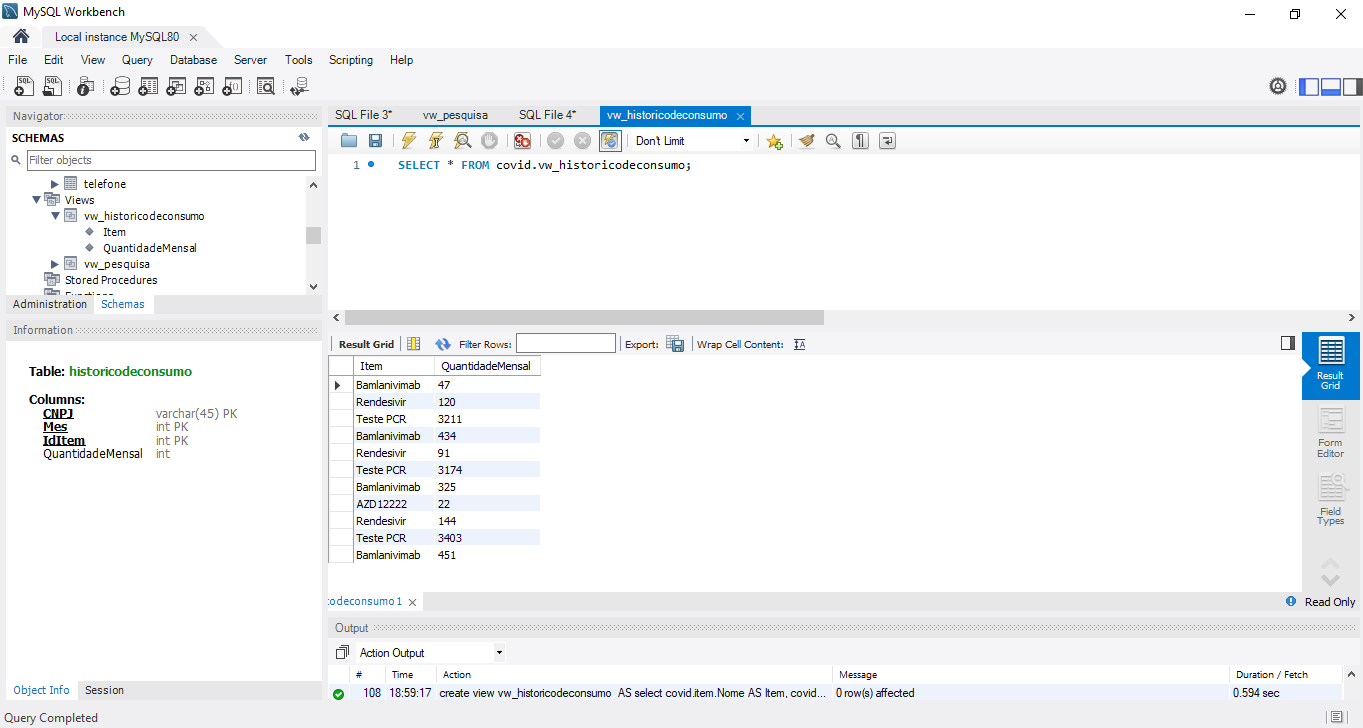 MySQL Workbench
Local instance MySQL80
File Edit View Query Database Server Tools Scripting Help
Navigator
SCHEMAS
Filter objects
telefone
Views
vw_historicodeconsumo
Item
QuantidadeMensal
vw_pesquisa
Stored Procedures
Functions
Administration Schemas
Information
Table: historicodeconsumo
Columns:
CNPJ varchar(45) PK
Mes int PK
IdItem int PK
QuantidadeMensal int
Object Info Session
SQL File 3* vw_pesquisa SQL File 4* vw_historicodeconsumo
Don't Limit
1 SELECT * FROM covid.vw_historicodeconsumo;
Result Grid Filter Rows: Export: Wrap Cell Content:
Item QuantidadeMensal
Bamlanivimab 47
Rendesivir 120
Teste PCR 3211
Bamlanivimab 434
Rendesivir 91
Teste PCR 3174
Bamlanivimab 325
AZD12222 22
Rendesivir 144
Teste PCR 3403
Bamlanivimab 451
Result
Grid
Form
Editor
Field
Types
odeconsumo 1
Read Only
Output
Action Output
# Time Action Message Duration / Fetch
108 18:59:17 create view vw_historicodeconsumo AS select covid.item.Nome AS Item, covid... 0 row(s) affected 0.594 sec
Query Completed